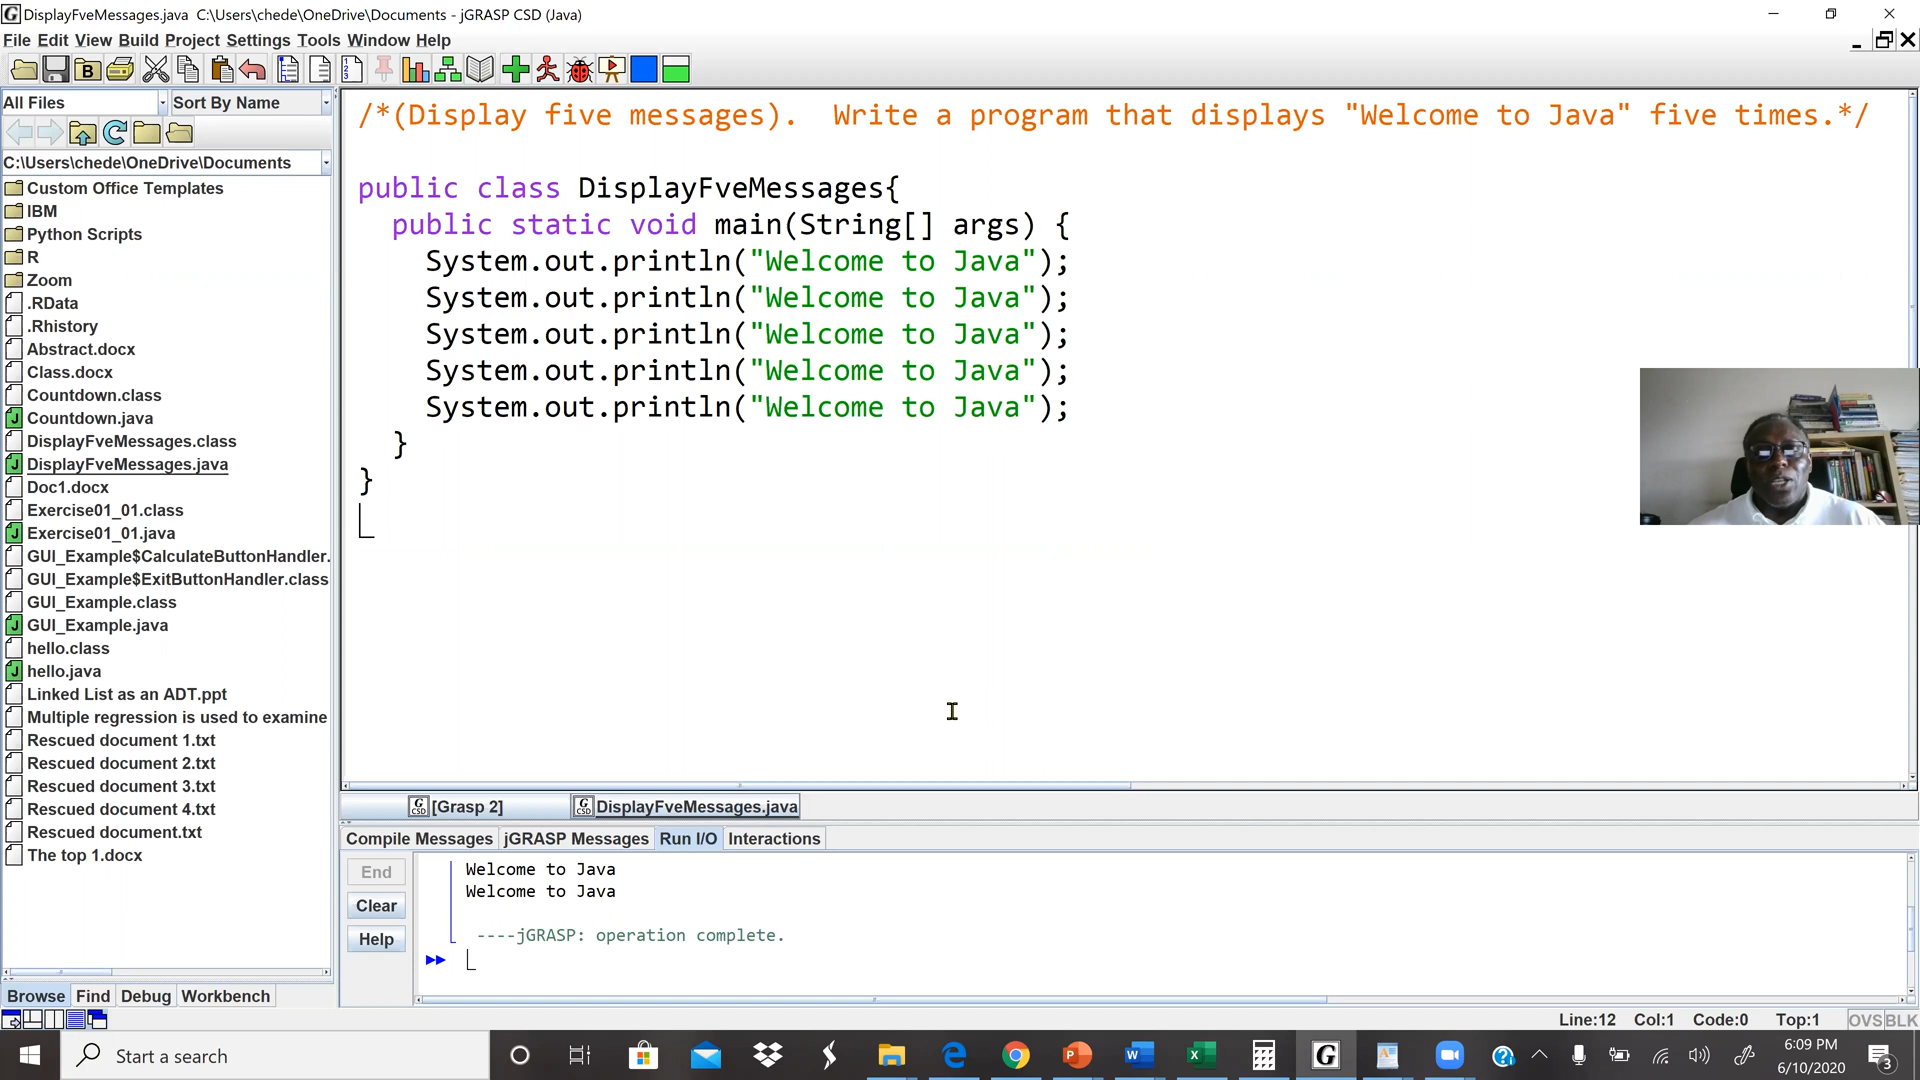 DisplayFveMessages.java  C:\Users\chede\OneDrive\Documents - jGRASP CSD (Java)
File Edit View Build Project Settings Tools Window Help
All Files
Sort By Name
C:\Users\chede\OneDrive\Documents
Custom Office Templates
IBM
Python Scripts
R
Zoom
.RData
.Rhistory
Abstract.docx
Class.docx
Countdown.class
Countdown.java
DisplayFveMessages.class
DisplayFveMessages.java
Doc1.docx
Exercise01_01.class
Exercise01_01.java
GUI_Example$CalculateButtonHandler.
GUI_Example$ExitButtonHandler.class
GUI_Example.class
GUI_Example.java
hello.class
hello.java
Linked List as an ADT.ppt
Multiple regression is used to examine
Rescued document 1.txt
Rescued document 2.txt
Rescued document 3.txt
Rescued document 4.txt
Rescued document.txt
The top 1.docx
Browse Find Debug Workbench
/*(Display five messages).  Write a program that displays "Welcome to Java" five times.*/
public class DisplayFveMessages{
public static void main(String[] args) {
System.out.println("Welcome to Java");
System.out.println("Welcome to Java");
System.out.println("Welcome to Java");
System.out.println("Welcome to Java");
System.out.println("Welcome to Java");
}
}
[Grasp 2]
DisplayFveMessages.java
Compile Messages jGRASP Messages Run I/O Interactions
End
Clear
Help
Welcome to Java
Welcome to Java
----jGRASP: operation complete.
Line:12 Col:1 Code:0 Top:1 OVS BLK
Start a search
6:09 PM
6/10/2020
3